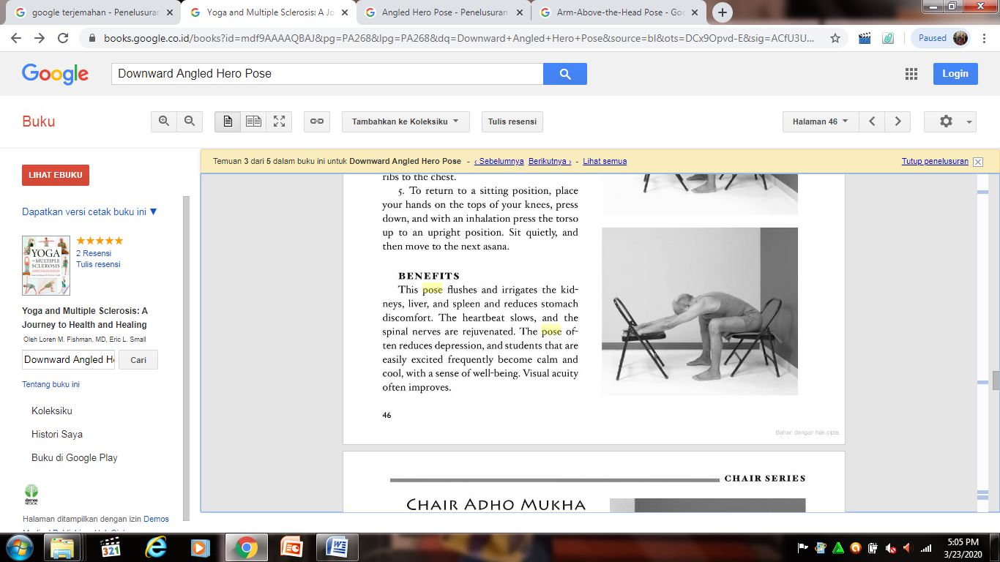 google terjemahan - Penelusuran
Yoga and Multiple Sclerosis: A Jo
Angled Hero Pose - Penelusuran
Arm-Above-the-Head Pose - Goo
books.google.co.id/books?id=mdf9AAAAQBAJ&pg=PA268&lpg=PA268&dq=Downward+Angled+Hero+Pose&source=bl&ots=DCx9Opvd-E&sig=ACfU3U...
Paused
Google
Downward Angled Hero Pose
Login
Buku
Tambahkan ke Koleksiku
Tulis resensi
Halaman 46
Temuan 3 dari 5 dalam buku ini untuk Downward Angled Hero Pose - ‹ Sebelumnya Berikutnya › - Lihat semua
Tutup penelusuran
LIHAT EBUKU
Dapatkan versi cetak buku ini ▼
YOGA
MULTIPLE
SCLEROSIS
2 Resensi
Tulis resensi
Yoga and Multiple Sclerosis: A
Journey to Health and Healing
Oleh Loren M. Fishman, MD, Eric L. Small
Downward Angled He
Cari
Tentang buku ini
Koleksiku
Histori Saya
Buku di Google Play
demos
MEDICAL
Halaman ditampilkan dengan izin Demos
ribs to the chest.
5. To return to a sitting position, place
your hands on the tops of your knees, press
down, and with an inhalation press the torso
up to an upright position. Sit quietly, and
then move to the next asana.
BENEFITS
This pose flushes and irrigates the kid-
neys, liver, and spleen and reduces stomach
discomfort. The heartbeat slows, and the
spinal nerves are rejuvenated. The pose of-
ten reduces depression, and students that are
easily excited frequently become calm and
cool, with a sense of well-being. Visual acuity
often improves.
46
Bahan dengan hak cipta
CHAIR SERIES
CHAIR ADHO MUKHA
321
5:05 PM
3/23/2020